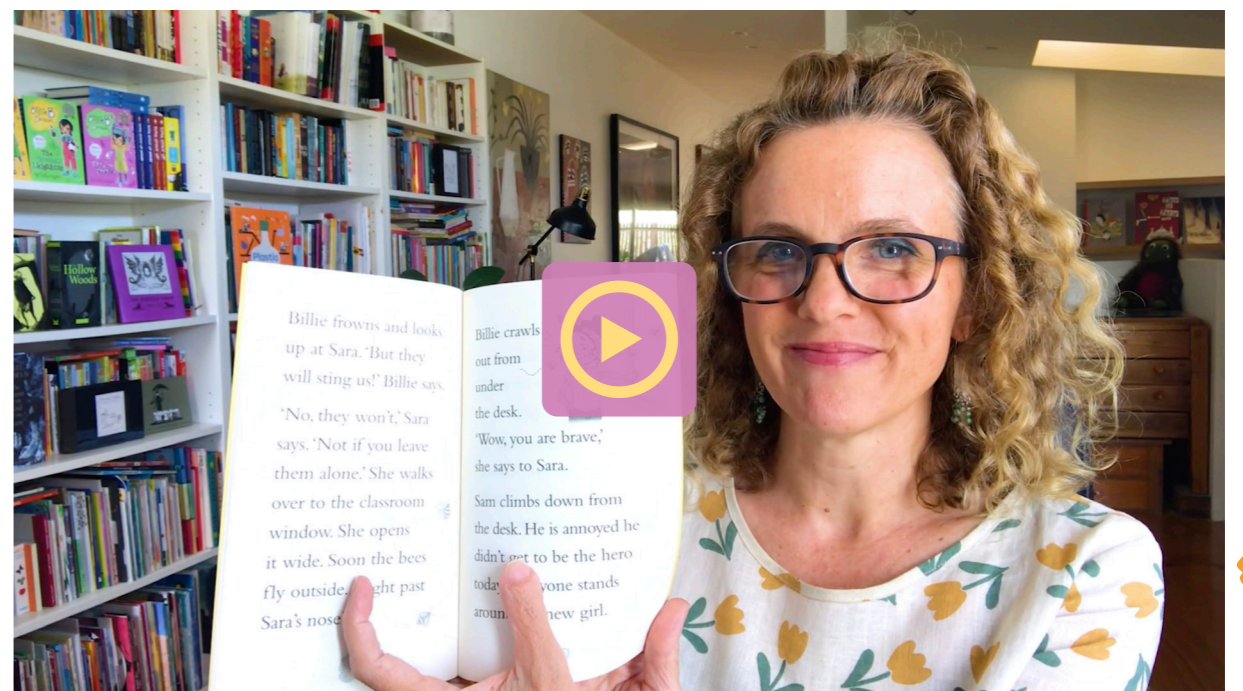 Hollow
Woods
Plastic
Billie frowns and looks
up at Sara. ‘But they
will sting us!’ Billie says.
‘No, they won’t,’ Sara
says. ‘Not if you leave
them alone.’ She walks
over to the classroom
window. She opens
it wide. Soon the bees
fly outside.
past
Sara’s nose
Billie crawls
out from
under
the desk.
‘Wow, you are brave,’
she says to Sara.
Sam climbs down from
the desk. He is annoyed he
didn’t get to be the hero
stands
new girl.